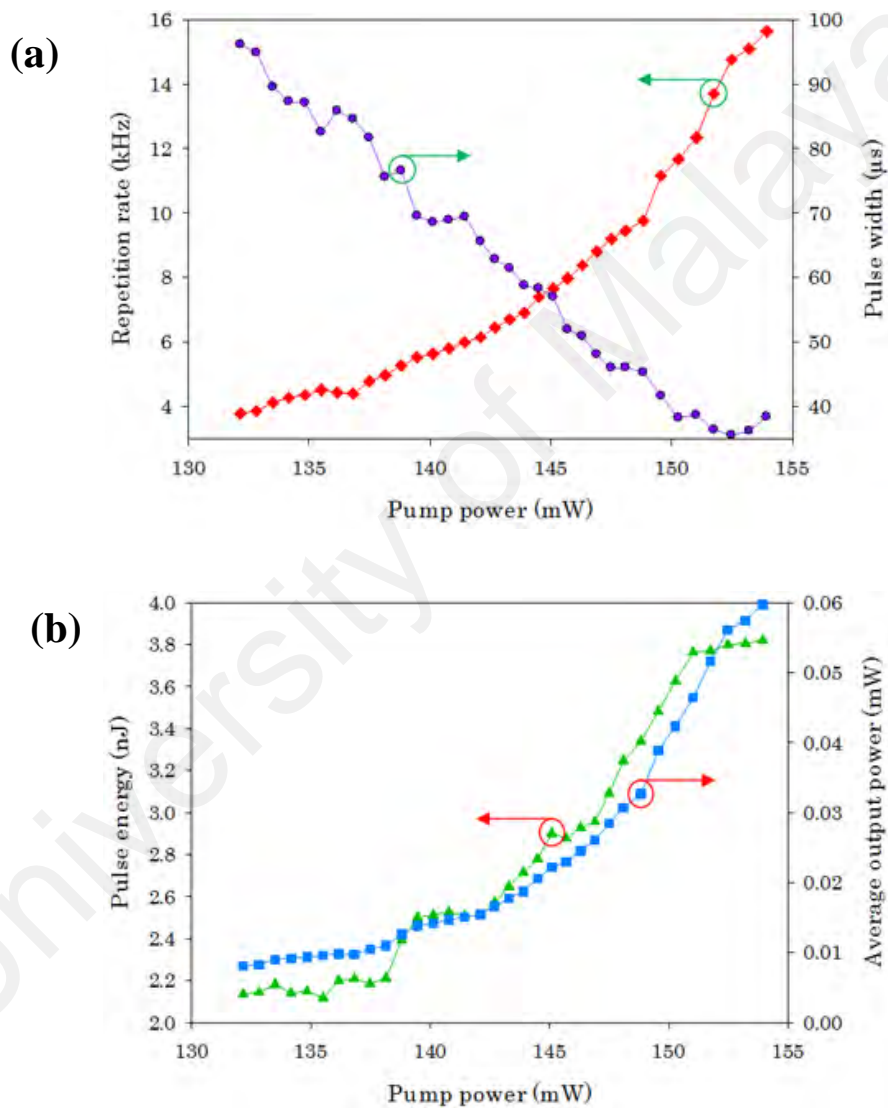 (a)
16
14
12
10
8
6
4
Repetition rate (kHz)
100
90
80
70
60
50
40
Pulse width (µs)
130 135 140 145 150 155
Pump power (mW)
(b)
4.0
3.8
3.6
3.4
3.2
3.0
2.8
2.6
2.4
2.2
2.0
Pulse energy (nJ)
0.06
0.05
0.04
0.03
0.02
0.01
0.00
Average output power (mW)
130 135 140 145 150 155
Pump power (mW)
University of Malaya